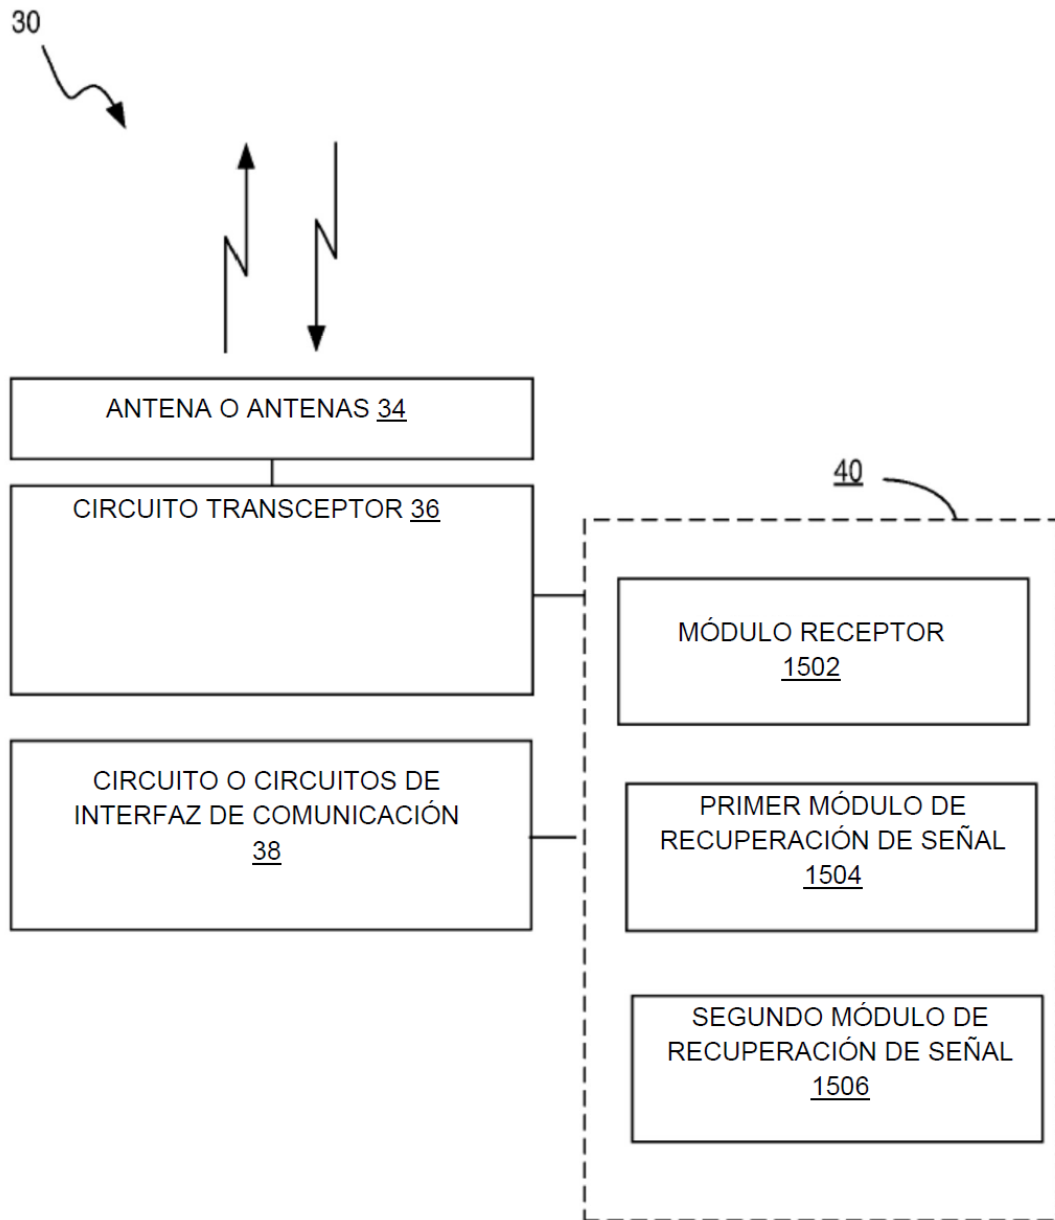 30
ANTENA O ANTENAS 34
CIRCUITO TRANSCEPTOR 36
CIRCUITO O CIRCUITOS DE
INTERFAZ DE COMUNICACIÓN
38
40
MÓDULO RECEPTOR
1502
PRIMER MÓDULO DE
RECUPERACIÓN DE SEÑAL
1504
SEGUNDO MÓDULO DE
RECUPERACIÓN DE SEÑAL
1506